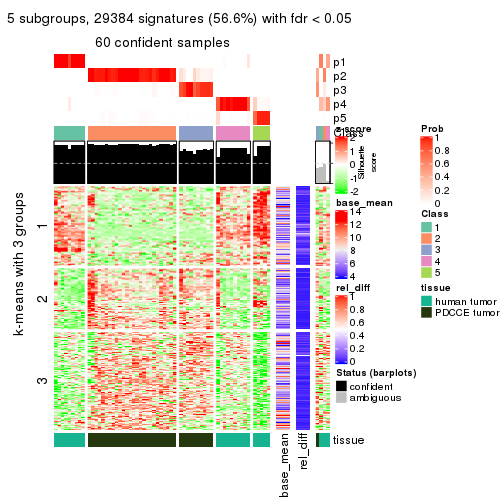 5 subgroups, 29384 signatures (56.6%) with fdr < 0.05
60 confident samples
p1
p2
p3
p4
p5
Class
z-score
2
1
0
-1
-2
Silhouette
score
k-means with 3 groups
1
2
3
base_mean
14
12
10
8
6
4
rel_diff
1
0.8
0.6
0.4
0.2
0
Status (barplots)
confident
ambiguous
Prob
1
0.8
0.6
0.4
0.2
0
Class
1
2
3
4
5
tissue
human tumor
PDCCE tumor
tissue
base_mean
rel_diff